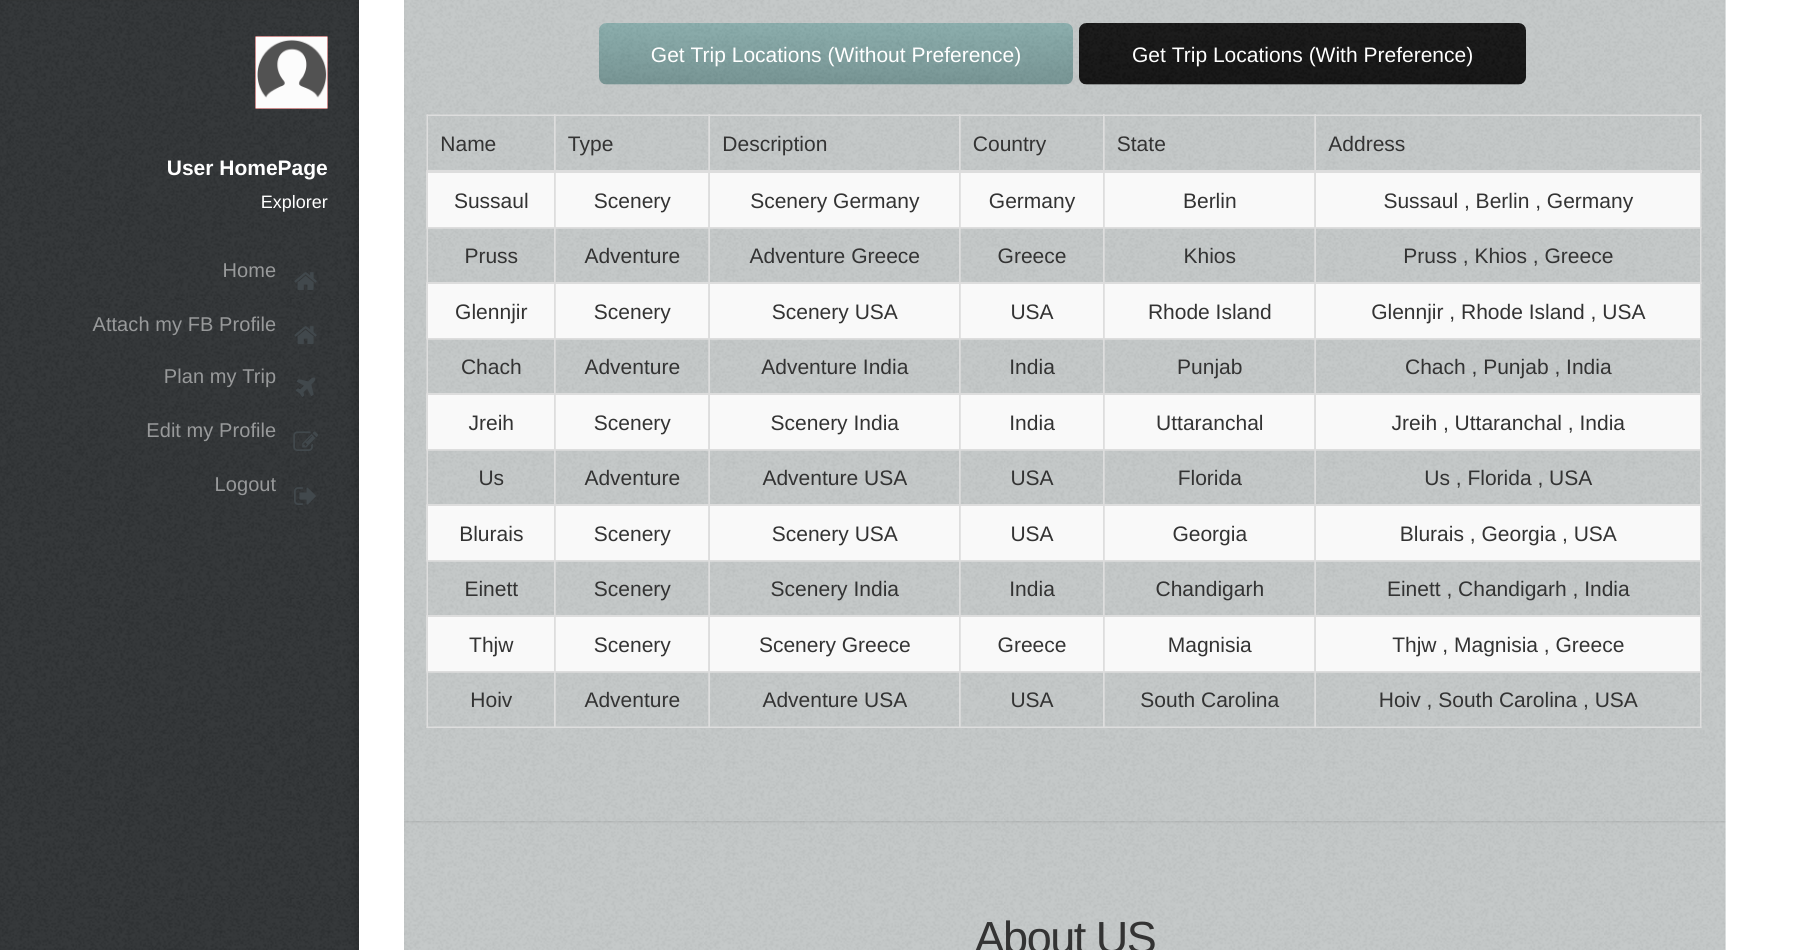 User HomePage
Explorer
Home
Attach my FB Profile
Plan my Trip
Edit my Profile
Logout
Get Trip Locations (Without Preference) Get Trip Locations (With Preference)
Name Type Description Country State Address
Sussaul Scenery Scenery Germany Germany Berlin Sussaul , Berlin , Germany
Pruss Adventure Adventure Greece Greece Khios Pruss , Khios , Greece
Glennjir Scenery Scenery USA USA Rhode Island Glennjir , Rhode Island , USA
Chach Adventure Adventure India India Punjab Chach , Punjab , India
Jreih Scenery Scenery India India Uttaranchal Jreih , Uttaranchal , India
Us Adventure Adventure USA USA Florida Us , Florida , USA
Blurais Scenery Scenery USA USA Georgia Blurais , Georgia , USA
Einett Scenery Scenery India India Chandigarh Einett , Chandigarh , India
Thjw Scenery Scenery Greece Greece Magnisia Thjw , Magnisia , Greece
Hoiv Adventure Adventure USA USA South Carolina Hoiv , South Carolina , USA
About US